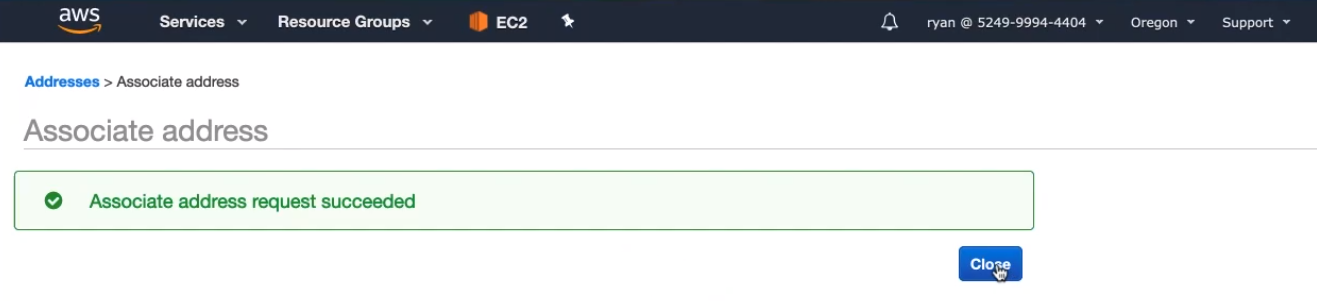 aws Services Resource Groups EC2 ryan @ 5249-9994-4404 Oregon Support
Addresses > Associate address
Associate address
Associate address request succeeded
Close